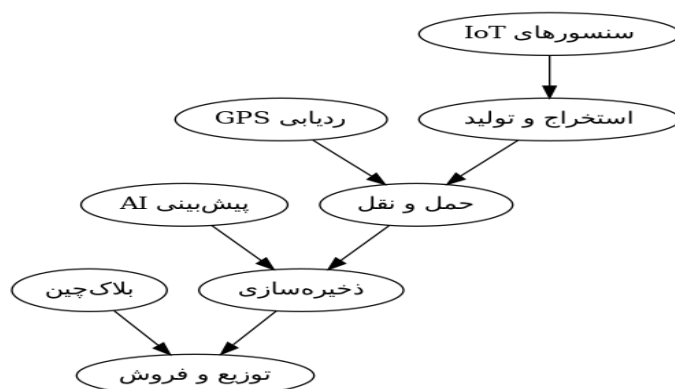 سنسورهای IoT
ردیابی GPS
استخراج و تولید
پیش‌بینی AI
حمل و نقل
بلاک‌چین
ذخیره‌سازی
توزیع و فروش